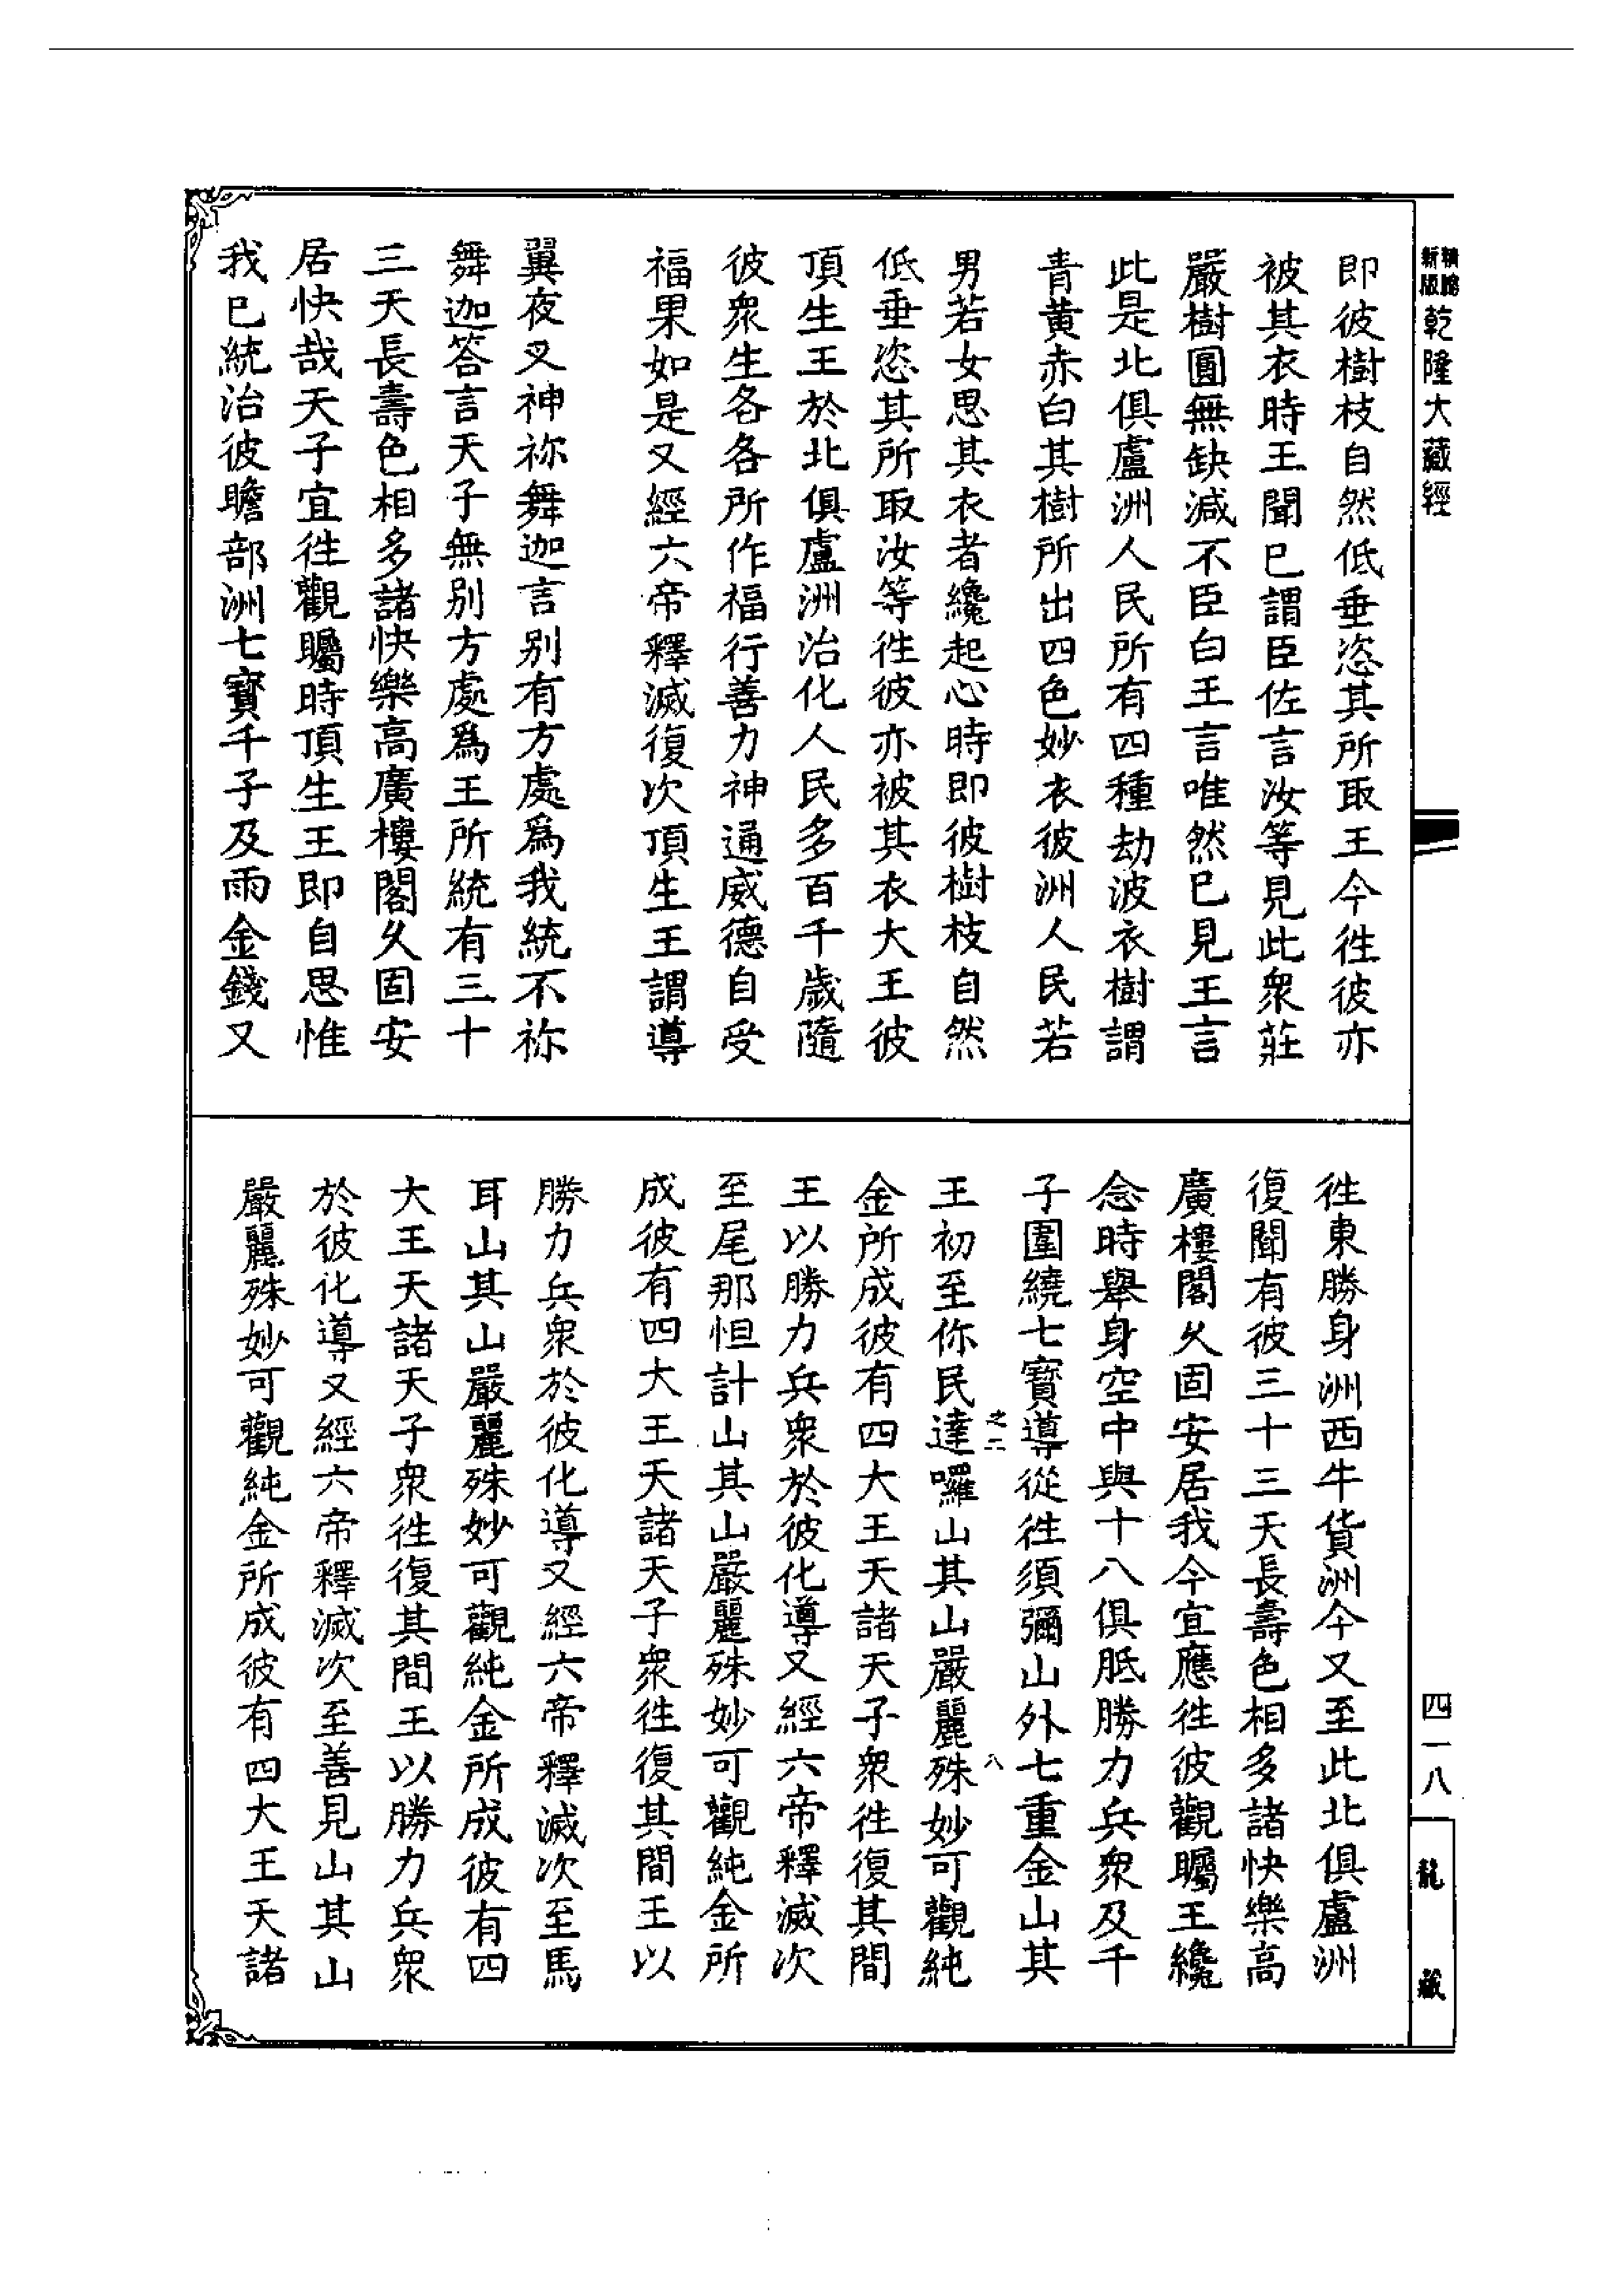 新版
乾隆大藏經
四一八
龍藏
即彼樹枝自然低垂恣其所取王今往彼亦
被其衣時王聞已謂臣佐言汝等見此衆莊
嚴樹圓無缺減不臣白王言唯然已見王言
此是北俱盧洲人民所有四種劫波衣樹謂
青黄赤白其樹所出四色妙衣彼洲人民若
男若女思其衣者纔起心時即彼樹枝自然
低垂恣其所取汝等往彼亦被其衣大王彼
頂生王於北俱盧洲治化人民多百千歲隨
彼衆生各各所作福行善力神通威德自受
福果如是又經六帝釋滅復次頂生王謂導
翼夜叉神祢舞迦言别有方處爲我統不祢
舞迦答言天子無别方處爲王所統有三十
三天長壽色相多諸快樂高廣樓閣久固安
居快哉天子宜往觀矚時頂生王即自思惟
我已統治彼瞻部洲七寳千子及雨金錢又
往東勝身洲西牛貨洲今又至此北俱盧洲
復聞有彼三十三天長壽色相多諸快樂高
廣樓閣久固安居我今宜應往彼觀矚王纔
念時舉身空中與十八俱胝勝力兵衆及千
子圍繞七寳導從往須彌山外七重金山其
之二 八
王初至你民達囉山其山嚴麗殊妙可觀純
金所成彼有四大王天諸天子衆往復其間
王以勝力兵衆於彼化導又經六帝釋滅次
至尾那怛計山其山嚴麗殊妙可觀純金所
成彼有四大王天諸天子衆往復其間王以
勝力兵衆於彼化導又經六帝釋滅次至馬
耳山其山嚴麗殊妙可觀純金所成彼有四
大王天諸天子衆往復其間王以勝力兵衆
於彼化導又經六帝釋滅次至善見山其山
嚴麗殊妙可觀純金所成彼有四大王天諸